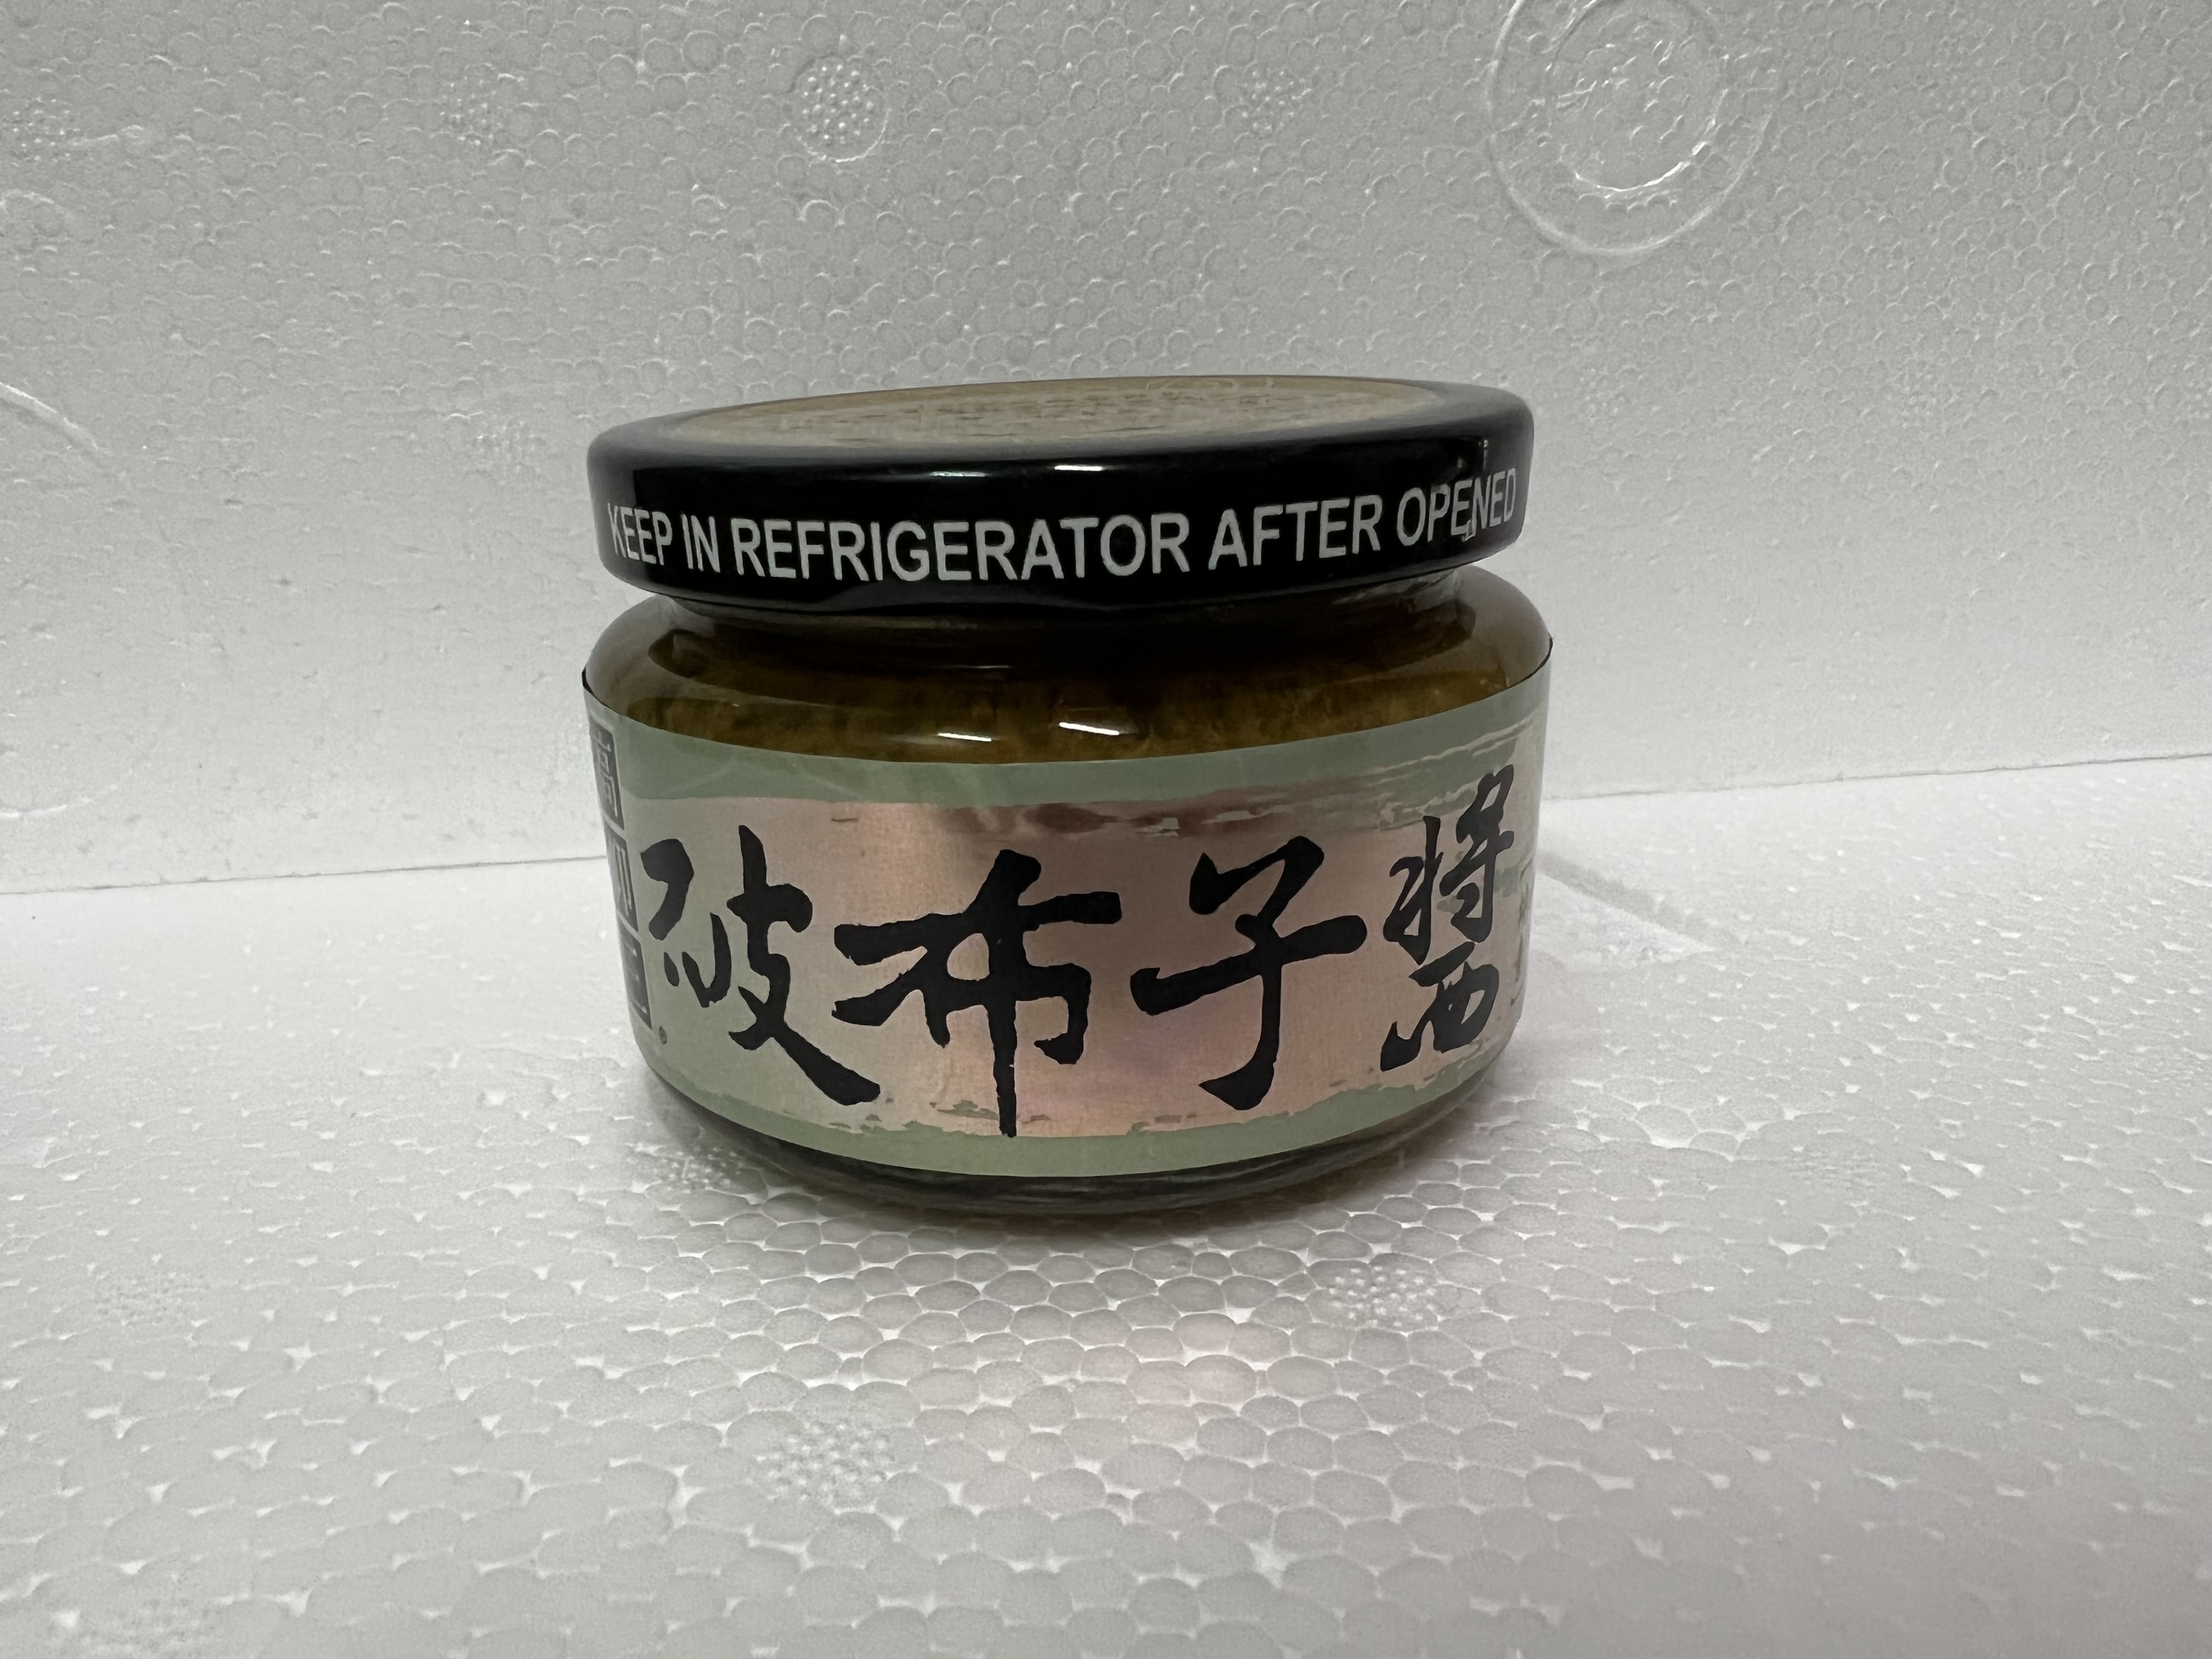 KEEP IN REFRIGERATOR AFTER OPENED
破布子醬